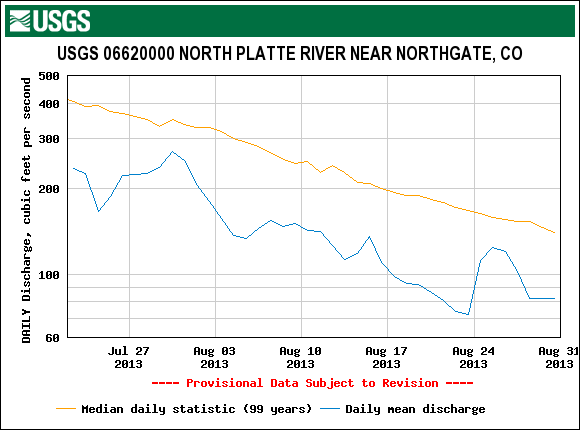 USGS
USGS 06620000 NORTH PLATTE RIVER NEAR NORTHGATE, CO
DAILY Discharge, cubic feet per second
500
400
300
200
100
60
Jul 27 2013
Aug 03 2013
Aug 10 2013
Aug 17 2013
Aug 24 2013
Aug 31 2013
---- Provisional Data Subject to Revision ----
Median daily statistic (99 years)
Daily mean discharge